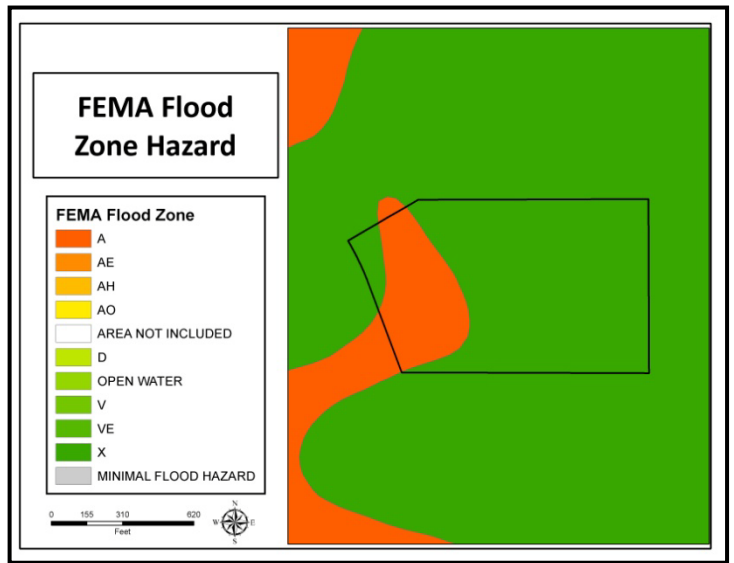 FEMA Flood
Zone Hazard
FEMA Flood Zone
A
AE
AH
AO
AREA NOT INCLUDED
D
OPEN WATER
V
VE
X
MINIMAL FLOOD HAZARD
0 155 310 620
Feet
N
W E
S